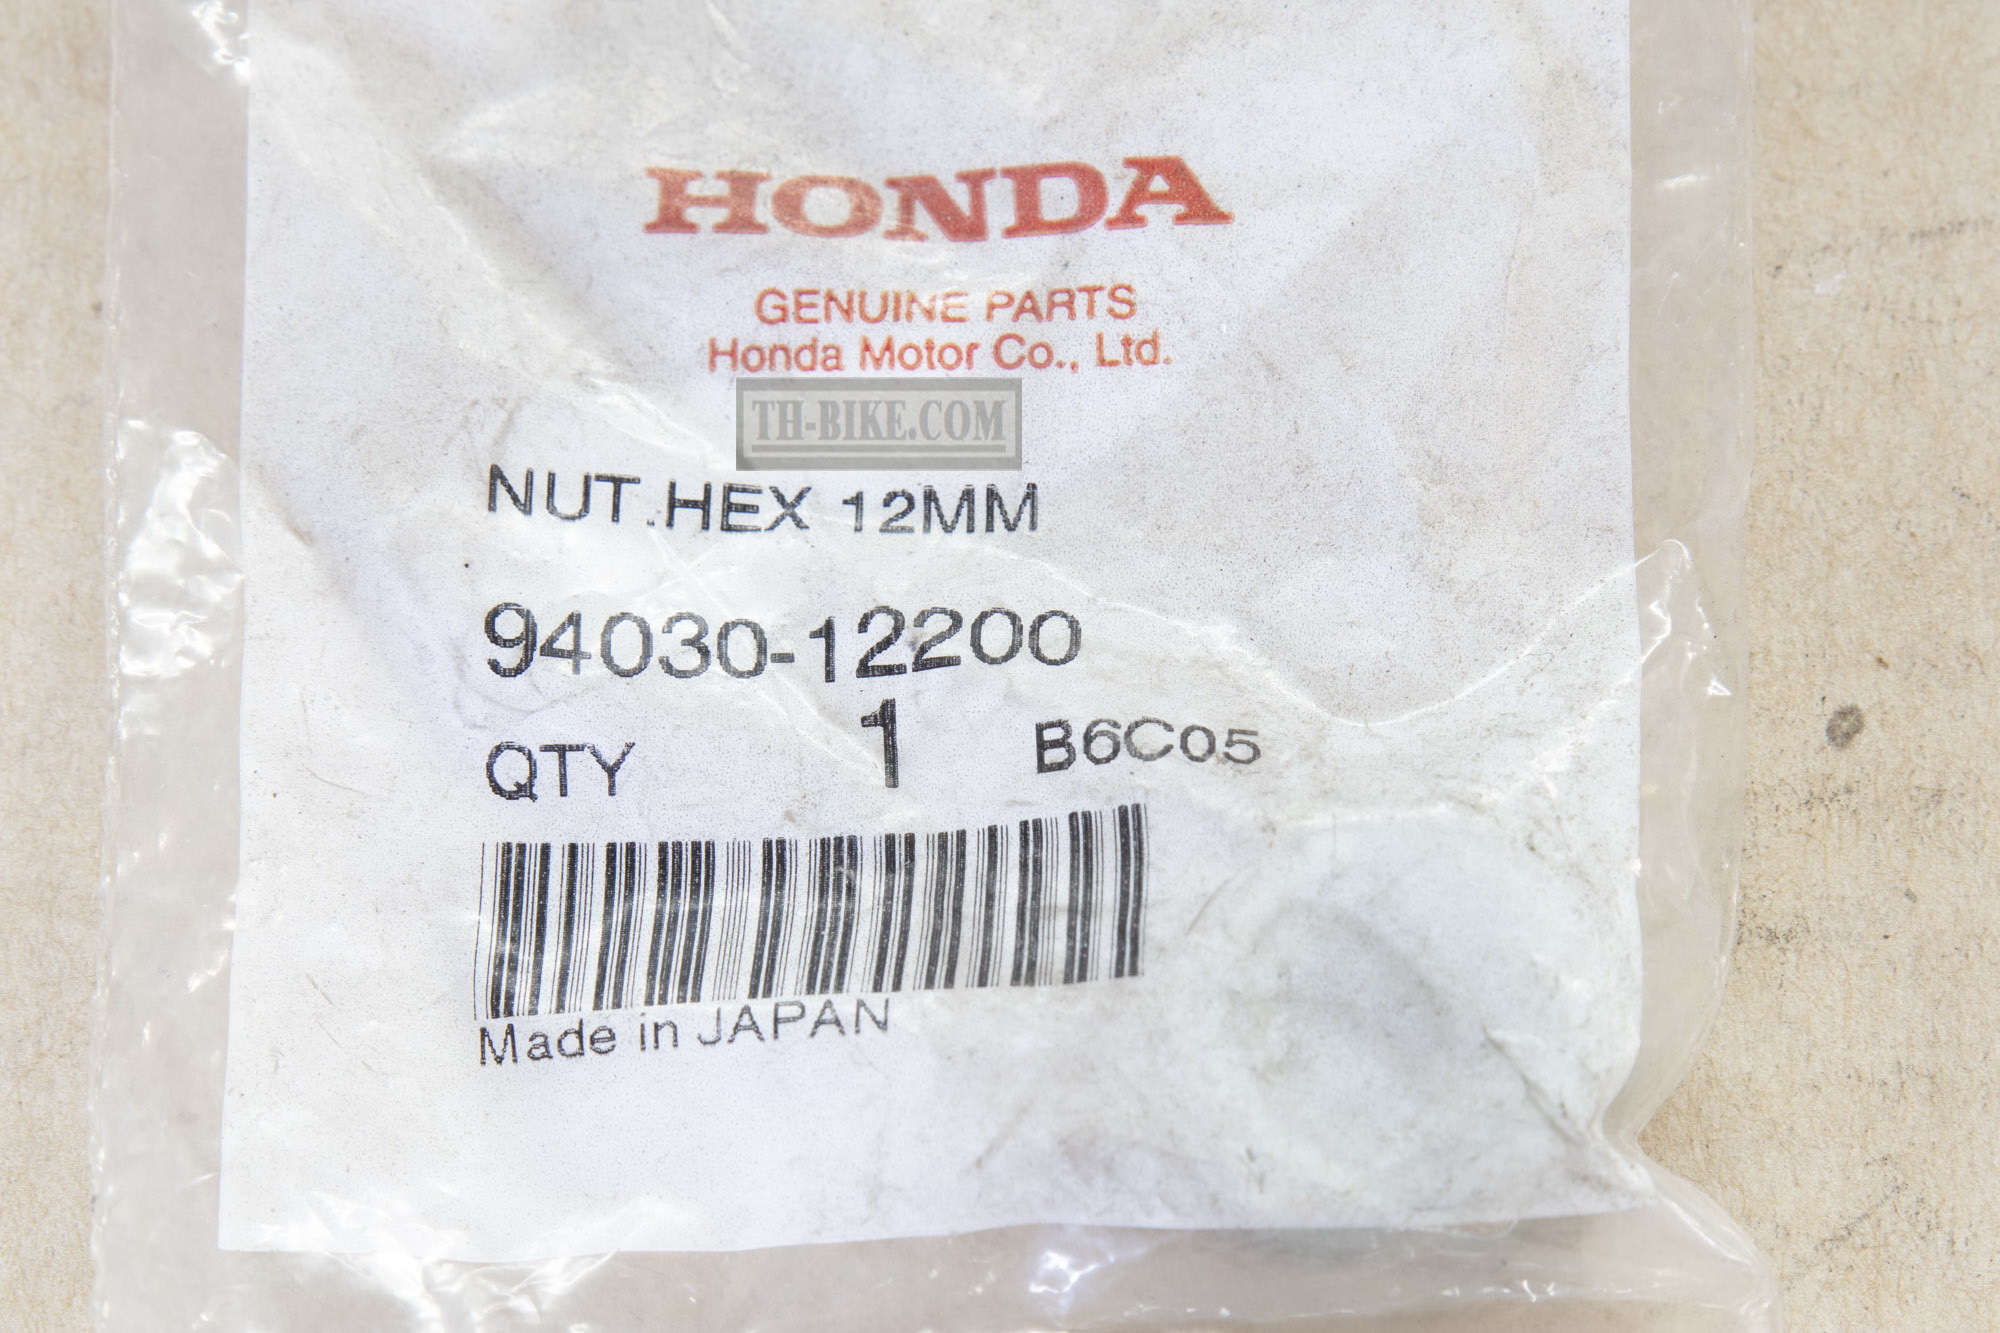 HONDA
GENUINE PARTS
Honda Motor Co., Ltd.
TH-BIKE.COM
NUT.HEX 12MM
94030-12200
QTY 1 B6C05
Made in JAPAN